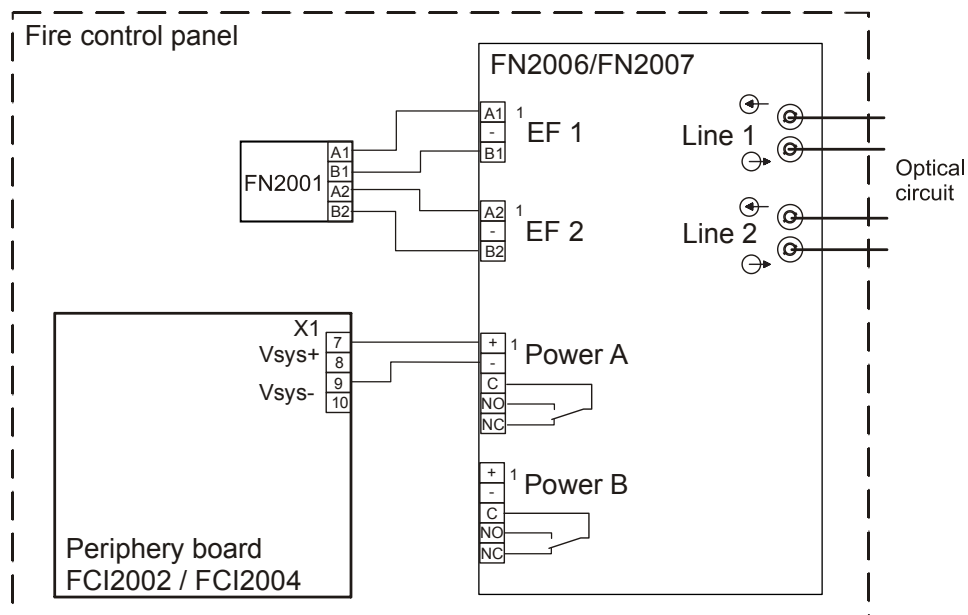 Fire control panel
FN2006/FN2007
FN2001
A1
B1
A2
B2
A1
-
B1
1
EF 1
A2
-
B2
1
EF 2
Line 1
Line 2
Optical
circuit
X1
Vsys+
Vsys-
7
8
9
10
+
-
C
NO
NC
1
Power A
+
-
C
NO
NC
1
Power B
Periphery board
FCI2002 / FCI2004